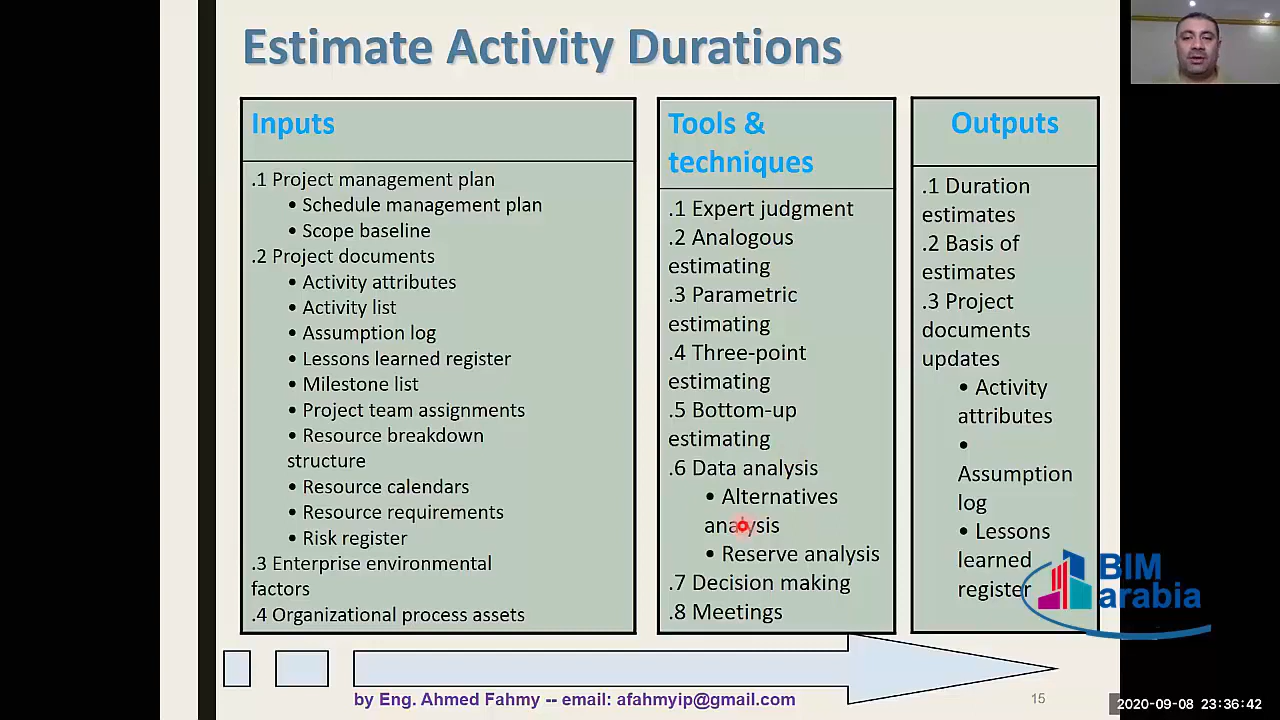 Estimate Activity Durations
Inputs
.1 Project management plan
• Schedule management plan
• Scope baseline
.2 Project documents
• Activity attributes
• Activity list
• Assumption log
• Lessons learned register
• Milestone list
• Project team assignments
• Resource breakdown
structure
• Resource calendars
• Resource requirements
• Risk register
.3 Enterprise environmental
factors
.4 Organizational process assets
Tools &
techniques
.1 Expert judgment
.2 Analogous
estimating
.3 Parametric
estimating
.4 Three-point
estimating
.5 Bottom-up
estimating
.6 Data analysis
• Alternatives
analysis
• Reserve analysis
.7 Decision making
.8 Meetings
Outputs
.1 Duration
estimates
.2 Basis of
estimates
.3 Project
documents
updates
• Activity
attributes
•
Assumption
log
• Lessons
learned
register
BIM
arabia
by Eng. Ahmed Fahmy -- email: afahmyip@gmail.com
15
2020-09-08 23:36:42